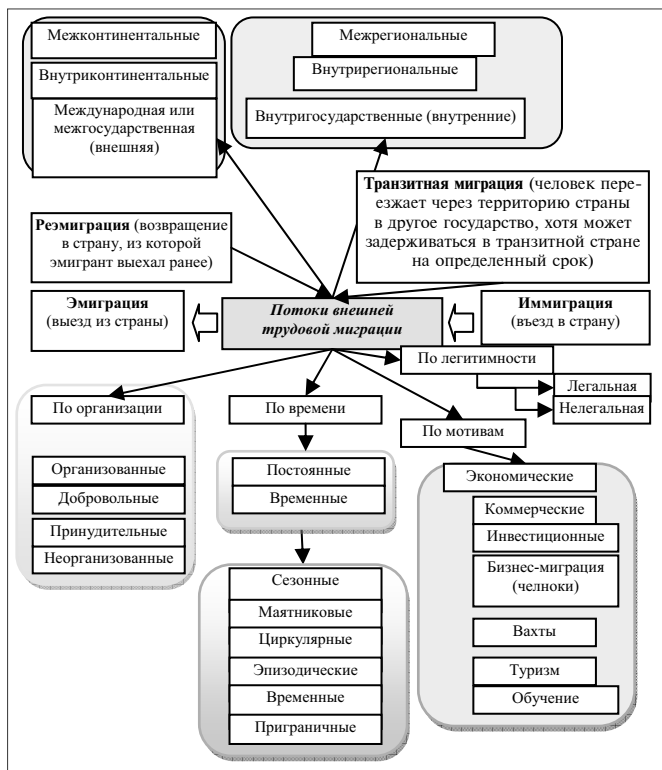 Межконтинентальные
Внутриконтинентальные
Международная или
межгосударственная
(внешняя)
Межрегиональные
Внутрирегиональные
Внутригосударственные (внутренние)
Реэмиграция (возвращение
в страну, из которой
эмигрант выехал ранее)
Транзитная миграция (человек пере-
езжает через территорию страны
в другое государство, хотя может
задерживаться в транзитной стране
на определенный срок)
Эмиграция
(выезд из страны)
Потоки внешней
трудовой миграции
Иммиграция
(въезд в страну)
По легитимности
Легальная
Нелегальная
По организации
Организованные
Добровольные
Принудительные
Неорганизованные
По времени
Постоянные
Временные
Сезонные
Маятниковые
Циркулярные
Эпизодические
Временные
Приграничные
По мотивам
Экономические
Коммерческие
Инвестиционные
Бизнес-миграция
(челноки)
Вахты
Туризм
Обучение